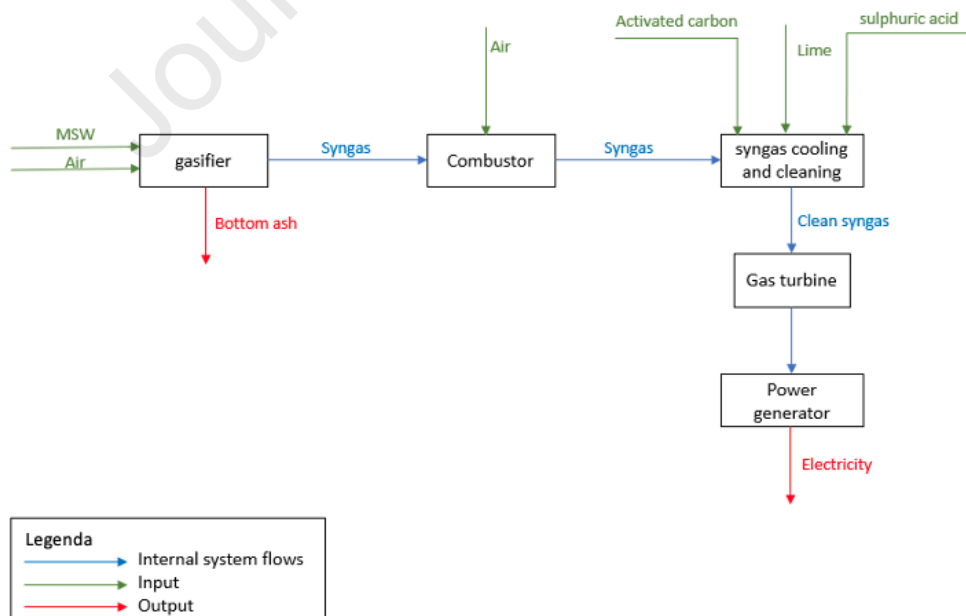 Jour
Activated carbon
sulphuric acid
Air
Lime
MSW
Air
gasifier
Syngas
Combustor
Syngas
syngas cooling
and cleaning
Bottom ash
Clean syngas
Gas turbine
Power
generator
Electricity
Legenda
Internal system flows
Input
Output